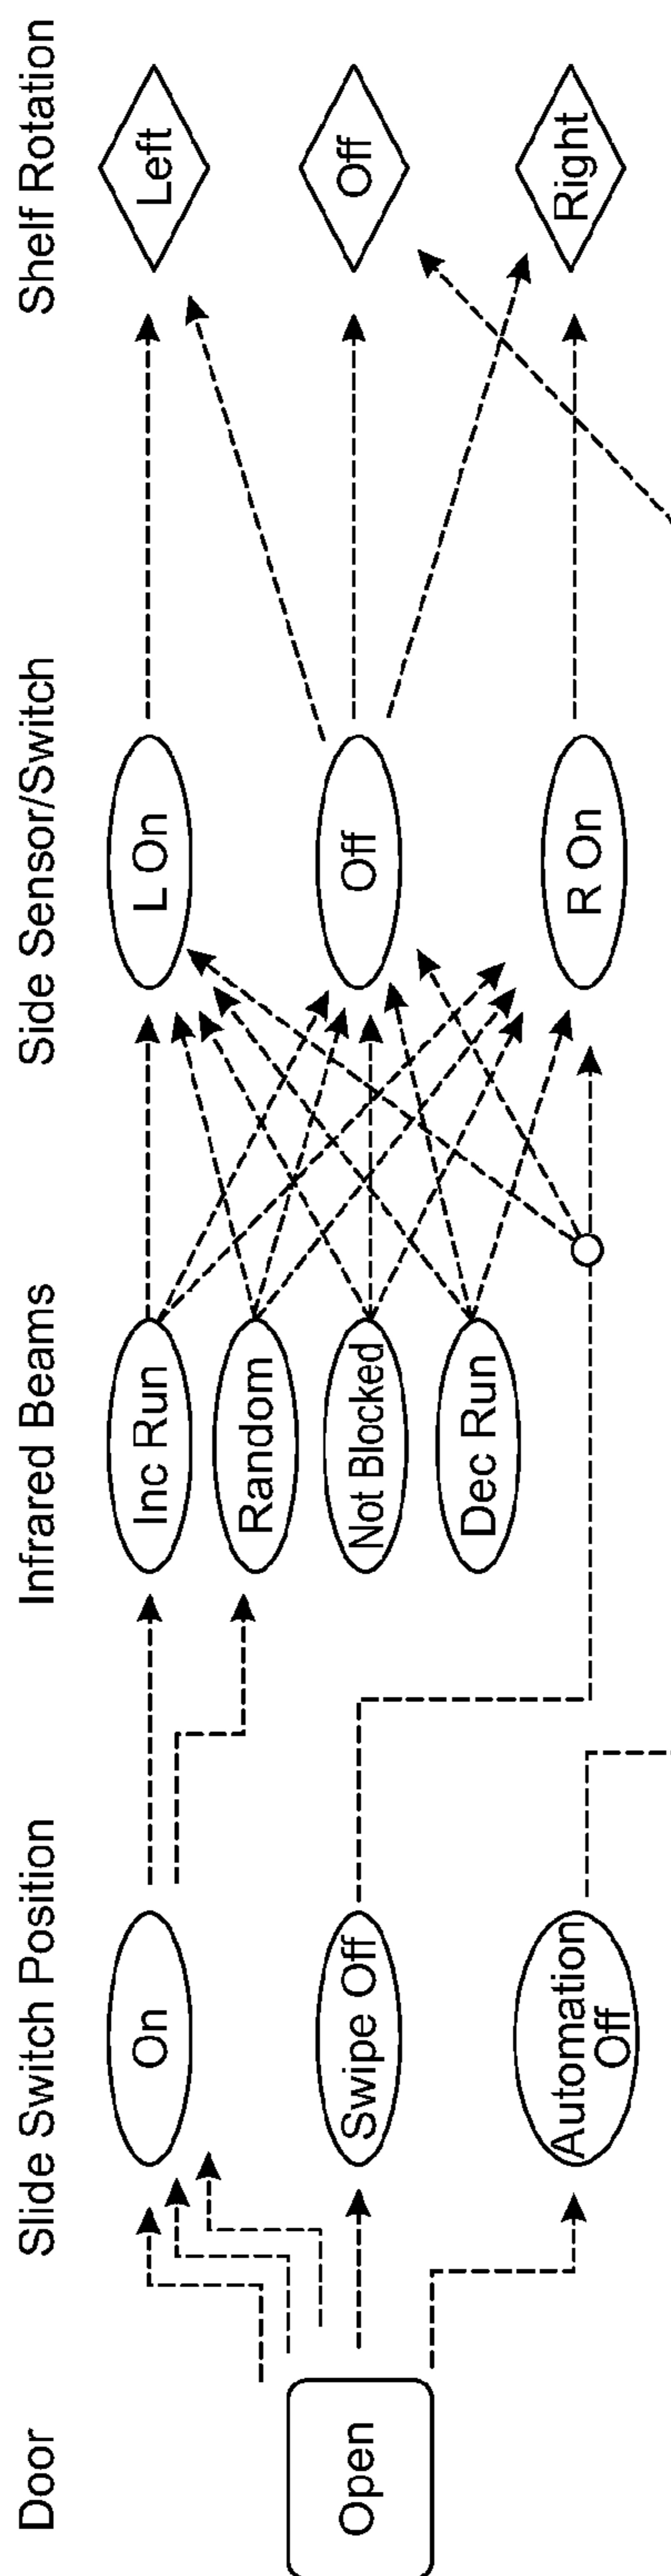 Door
Slide Switch Position
Infrared Beams
Side Sensor/Switch
Shelf Rotation
Open
On
Swipe Off
Automation
Off
Inc Run
Random
Not Blocked
Dec Run
L On
Off
R On
Left
Off
Right